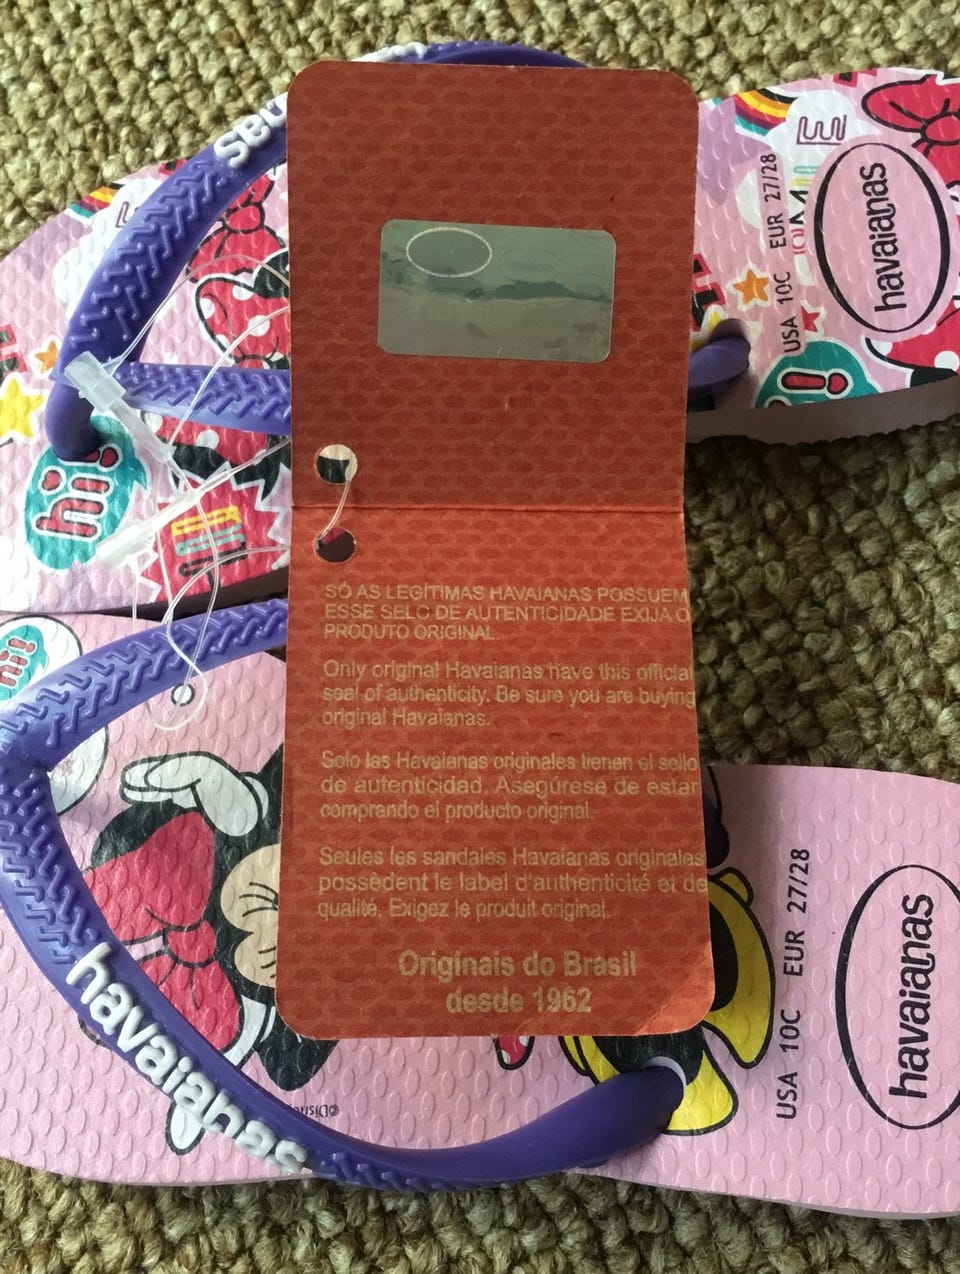 nas
hi!
USA 10C EUR 27/28
havaianas
hi!
SÓ AS LEGÍTIMAS HAVAIANAS POSSUEM
ESSE SELO DE AUTENTICIDADE EXIJA O
PRODUTO ORIGINAL.
Only original Havaianas have this official
seal of authenticity. Be sure you are buying
original Havaianas.
Solo las Havaianas originales tienen el sello
de autenticidad. Asegúrese de estar
comprando el producto original.
Seules les sandales Havaianas originales
possèdent le label d'authenticité et de
qualité. Exigez le produit original.
Originais do Brasil
desde 1962
hi!
havaianas
©Disne
USA 10C EUR 27/28
havaianas